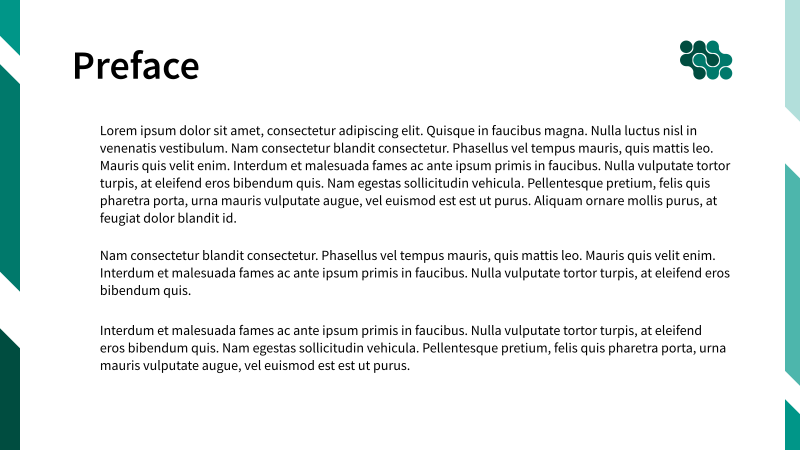 Preface
Lorem ipsum dolor sit amet, consectetur adipiscing elit. Quisque in faucibus magna. Nulla luctus nisl in
venenatis vestibulum. Nam consectetur blandit consectetur. Phasellus vel tempus mauris, quis mattis leo.
Mauris quis velit enim. Interdum et malesuada fames ac ante ipsum primis in faucibus. Nulla vulputate tortor
turpis, at eleifend eros bibendum quis. Nam egestas sollicitudin vehicula. Pellentesque pretium, felis quis
pharetra porta, urna mauris vulputate augue, vel euismod est est ut purus. Aliquam ornare mollis purus, at
feugiat dolor blandit id.
Nam consectetur blandit consectetur. Phasellus vel tempus mauris, quis mattis leo. Mauris quis velit enim.
Interdum et malesuada fames ac ante ipsum primis in faucibus. Nulla vulputate tortor turpis, at eleifend eros
bibendum quis.
Interdum et malesuada fames ac ante ipsum primis in faucibus. Nulla vulputate tortor turpis, at eleifend
eros bibendum quis. Nam egestas sollicitudin vehicula. Pellentesque pretium, felis quis pharetra porta, urna
mauris vulputate augue, vel euismod est est ut purus.